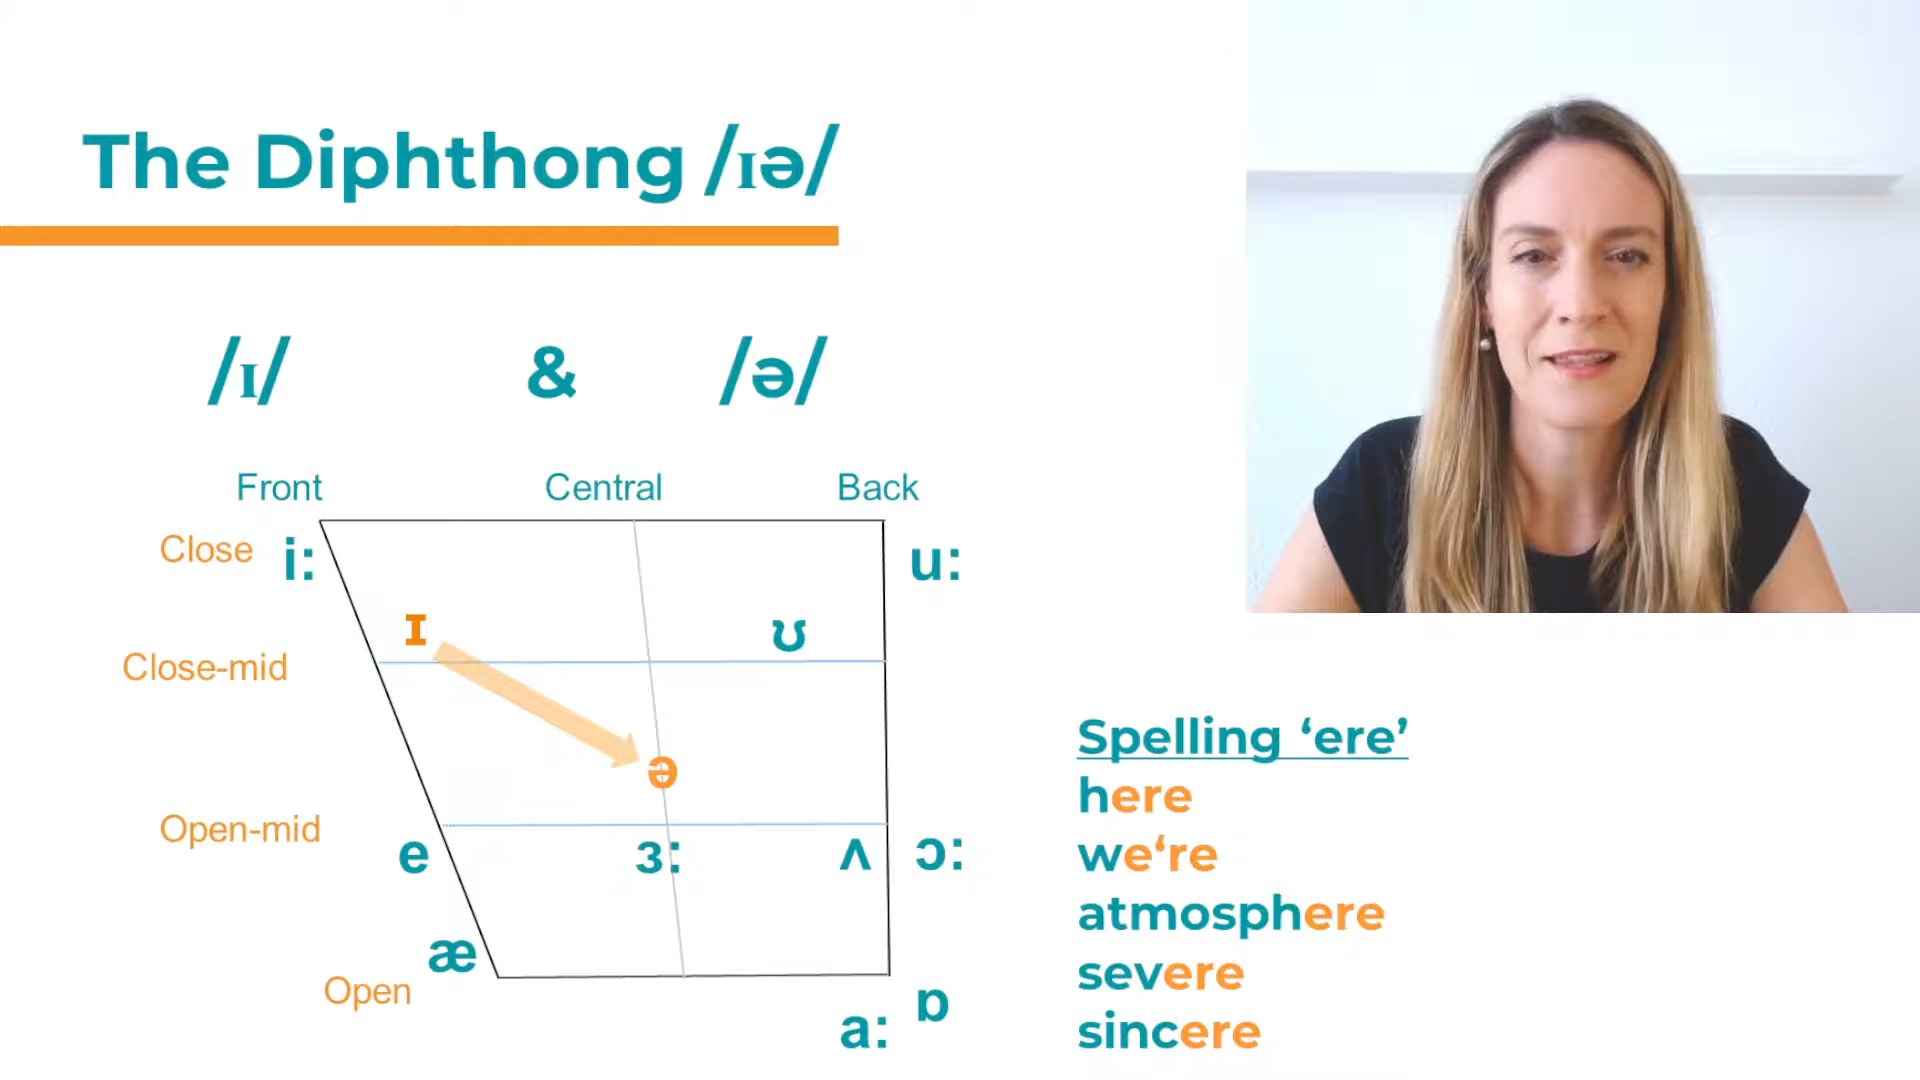 The Diphthong /ɪə/
/ɪ/ & /ə/
Front Central Back
Close i: u:
ɪ ʊ
Close-mid
ə
Open-mid
e ɜ: ʌ ɔ:
æ
Open
a: ɒ
Spelling ‘ere’
here
we‘re
atmosphere
severe
sincere